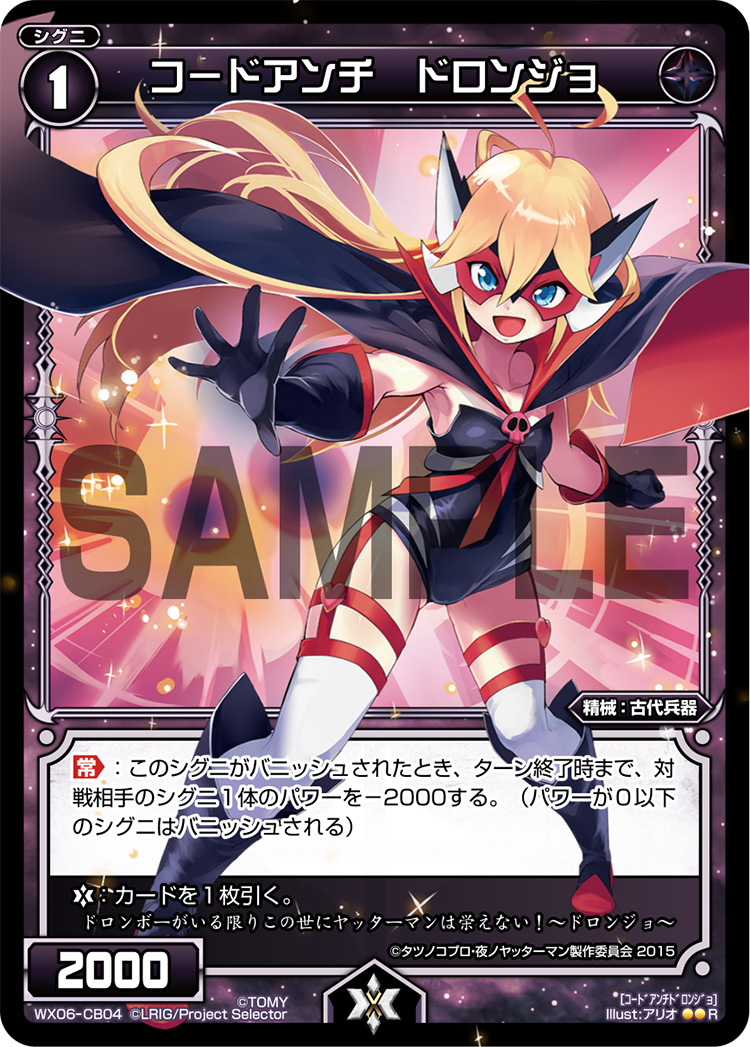 シグニ
1
コードアンチ ドロンジョ
SAMPLE
精械：古代兵器
常：このシグニがバニッシュされたとき、ターン終了時まで、対
戦相手のシグニ１体のパワーを－2000する。（パワーが０以下
のシグニはバニッシュされる）
：カードを１枚引く。
ドロンボーがいる限りこの世にヤッターマンは栄えない！～ドロンジョ～
©タツノコプロ・夜ノヤッターマン製作委員会 2015
2000
©TOMY
WX06-CB04 ©LRIG/Project Selector
[ｺｰﾄﾞｱﾝﾁﾄﾞﾛﾝｼﾞｮ]
Illust:アリオ R